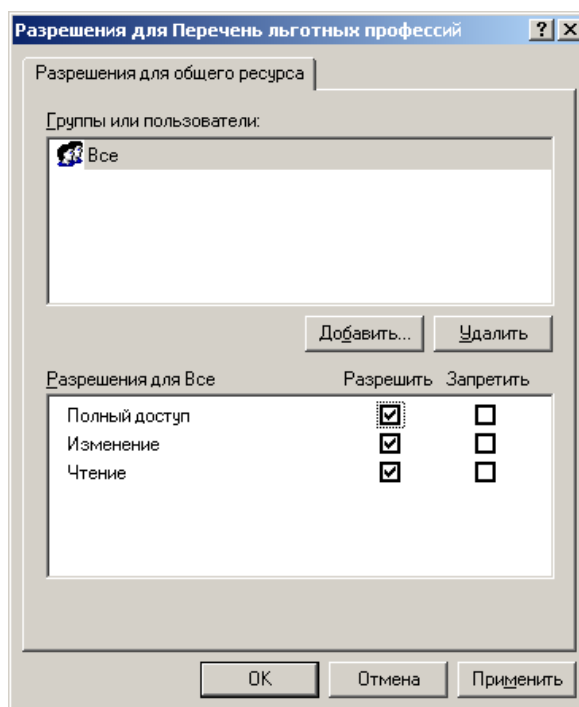 Разрешения для Перечень льготных профессий
Разрешения для общего ресурса
Группы или пользователи:
Все
Добавить... Удалить
Разрешения для Все Разрешить Запретить
Полный доступ
Изменение
Чтение
OK Отмена Применить